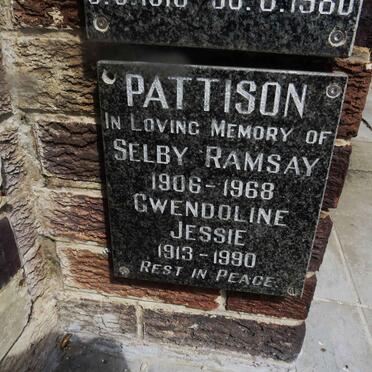 PATTISON
IN LOVING MEMORY OF
SELBY RAMSAY
1906-1968
GWENDOLINE
JESSIE
1913-1990
REST IN PEACE